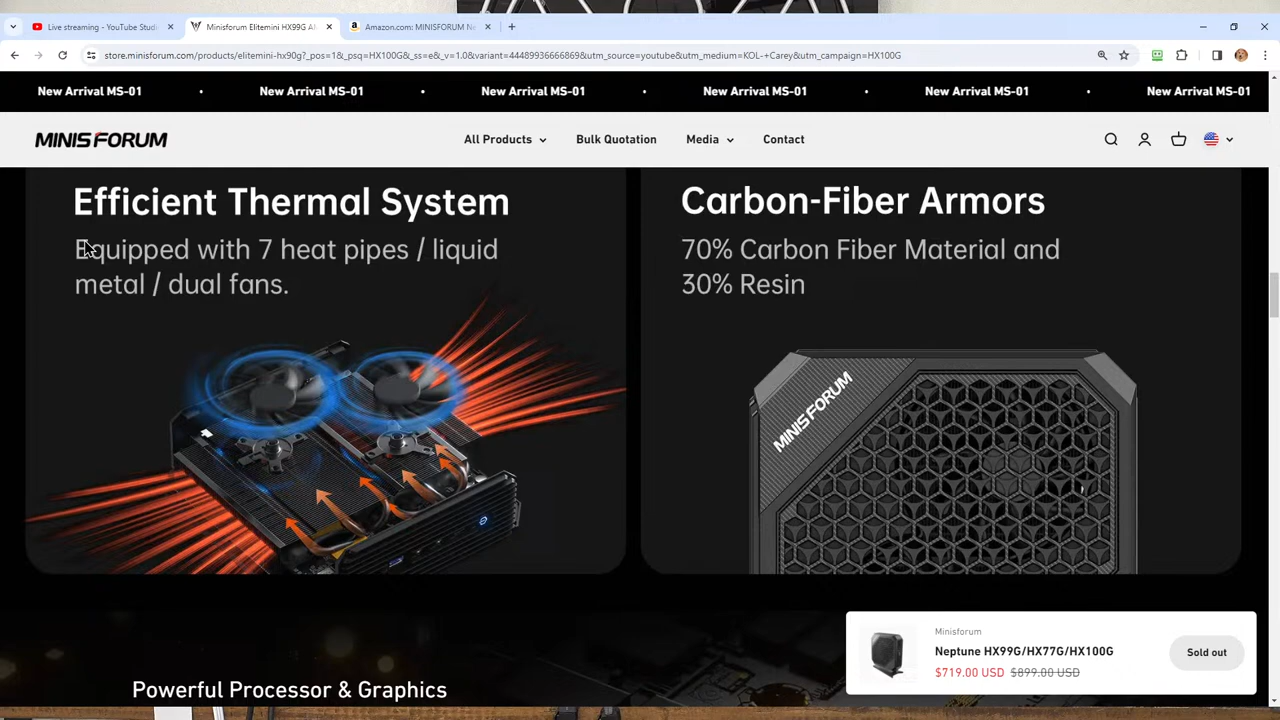 Live streaming - YouTube Studi
Minisforum Elitemini HX99G AM
Amazon.com: MINISFORUM Ne
store.minisforum.com/products/elitemini-hx90g?_pos=1&_psq=HX100G&_ss=e&_v=1.0&variant=44489936666869&utm_source=youtube&utm_medium=KOL-+Carey&utm_campaign=HX100G
New Arrival MS-01 • New Arrival MS-01 • New Arrival MS-01 • New Arrival MS-01 • New Arrival MS-01 • New Arrival MS-01
MINISFORUM
All Products
Bulk Quotation
Media
Contact
Efficient Thermal System
Equipped with 7 heat pipes / liquid
metal / dual fans.
Carbon-Fiber Armors
70% Carbon Fiber Material and
30% Resin
MINISFORUM
Powerful Processor & Graphics
Minisforum
Neptune HX99G/HX77G/HX100G
$719.00 USD $899.00 USD
Sold out